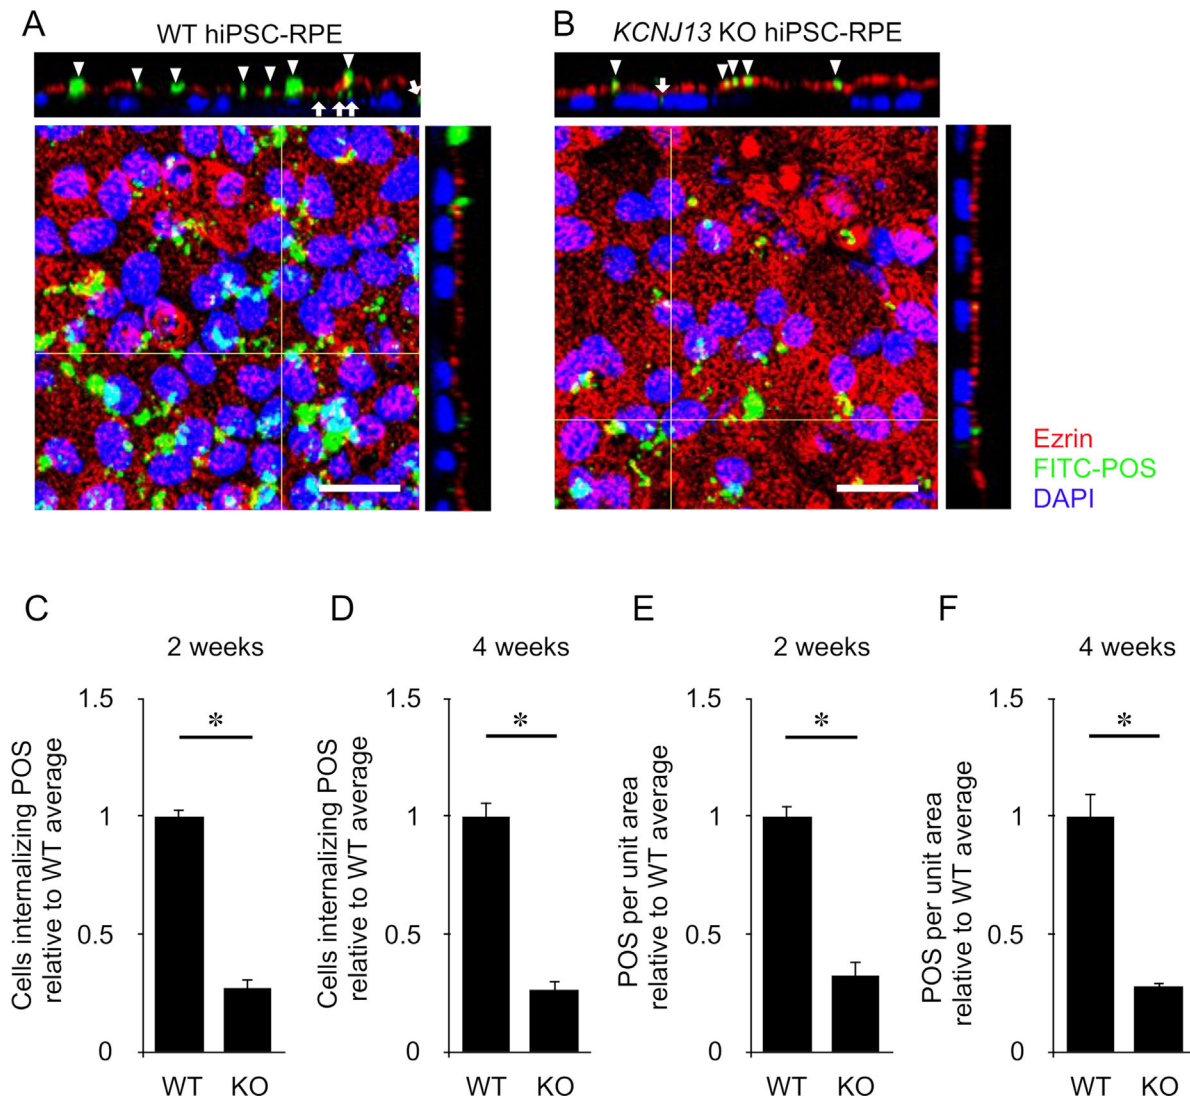 A
WT hiPSC-RPE
B
KCNJ13 KO hiPSC-RPE
Ezrin
FITC-POS
DAPI
C
2 weeks
Cells internalizing POS
relative to WT average
1.5
1
0.5
0
*
WT
KO
D
4 weeks
Cells internalizing POS
relative to WT average
1.5
1
0.5
0
*
WT
KO
E
2 weeks
POS per unit area
relative to WT average
1.5
1
0.5
0
*
WT
KO
F
4 weeks
POS per unit area
relative to WT average
1.5
1
0.5
0
*
WT
KO